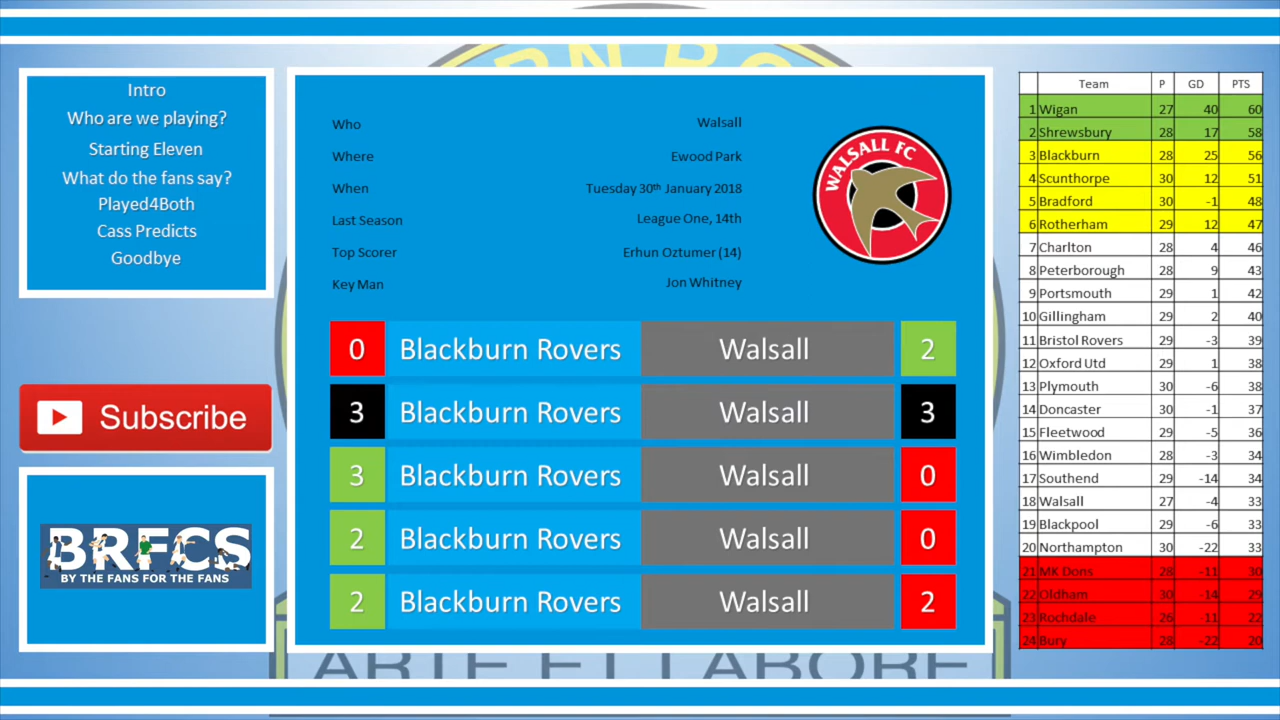 RN RO
Intro
Who are we playing?
Starting Eleven
What do the fans say?
Played4Both
Cass Predicts
Goodbye
Subscribe
BRFCS
BY THE FANS FOR THE FANS
Who Walsall
Where Ewood Park
When Tuesday 30th January 2018
Last Season League One, 14th
Top Scorer Erhun Oztumer (14)
Key Man Jon Whitney
WALSALL FC
0 Blackburn Rovers Walsall 2
3 Blackburn Rovers Walsall 3
3 Blackburn Rovers Walsall 0
2 Blackburn Rovers Walsall 0
2 Blackburn Rovers Walsall 2
ARTE ET LABORE
Team P GD PTS
1 Wigan 27 40 60
2 Shrewsbury 28 17 58
3 Blackburn 28 25 56
4 Scunthorpe 30 12 51
5 Bradford 30 -1 48
6 Rotherham 29 12 47
7 Charlton 28 4 46
8 Peterborough 28 9 43
9 Portsmouth 29 1 42
10 Gillingham 29 2 40
11 Bristol Rovers 29 -3 39
12 Oxford Utd 29 1 38
13 Plymouth 30 -6 38
14 Doncaster 30 -1 37
15 Fleetwood 29 -5 36
16 Wimbledon 28 -3 34
17 Southend 29 -14 34
18 Walsall 27 -4 33
19 Blackpool 29 -6 33
20 Northampton 30 -22 33
21 MK Dons 28 -11 30
22 Oldham 30 -14 29
23 Rochdale 26 11 22
24 Bury 28 -22 20